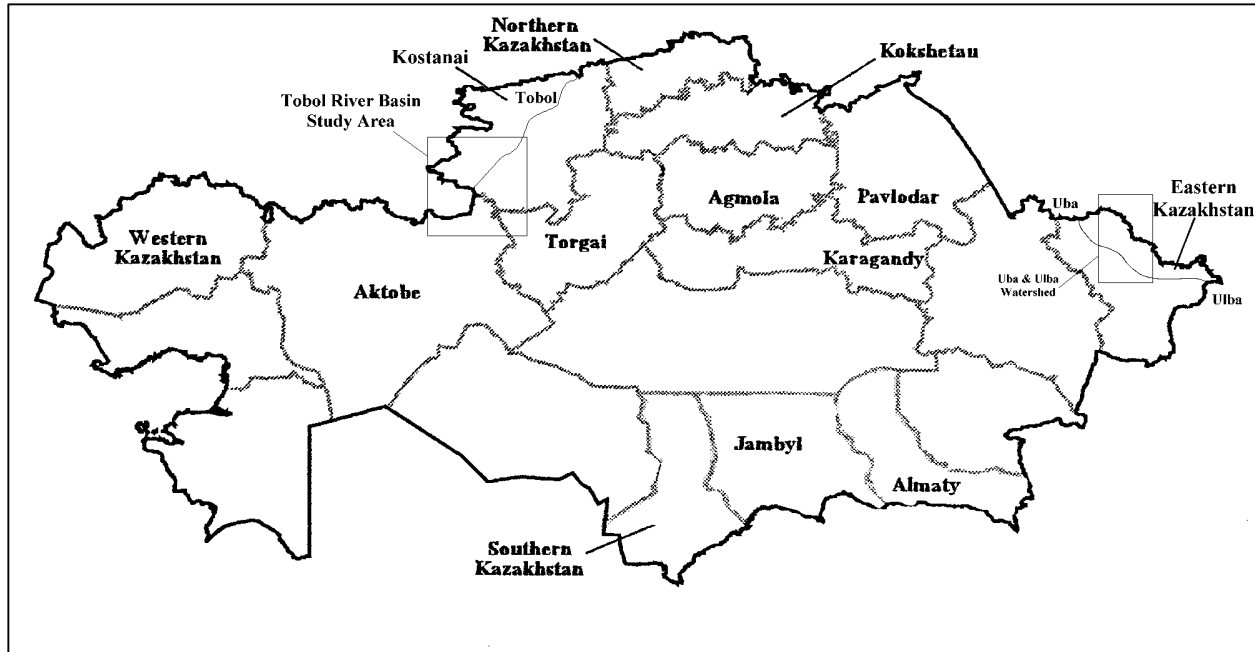 Northern
Kazakhstan
Kokshetau
Kostanai
Tobol
Tobol River Basin
Study Area
Agmola
Pavlodar
Eastern
Kazakhstan
Uba
Western
Kazakhstan
Torgai
Karagandy
Uba & Ulba
Watershed
Aktobe
Ulba
Jambyl
Almaty
Southern
Kazakhstan